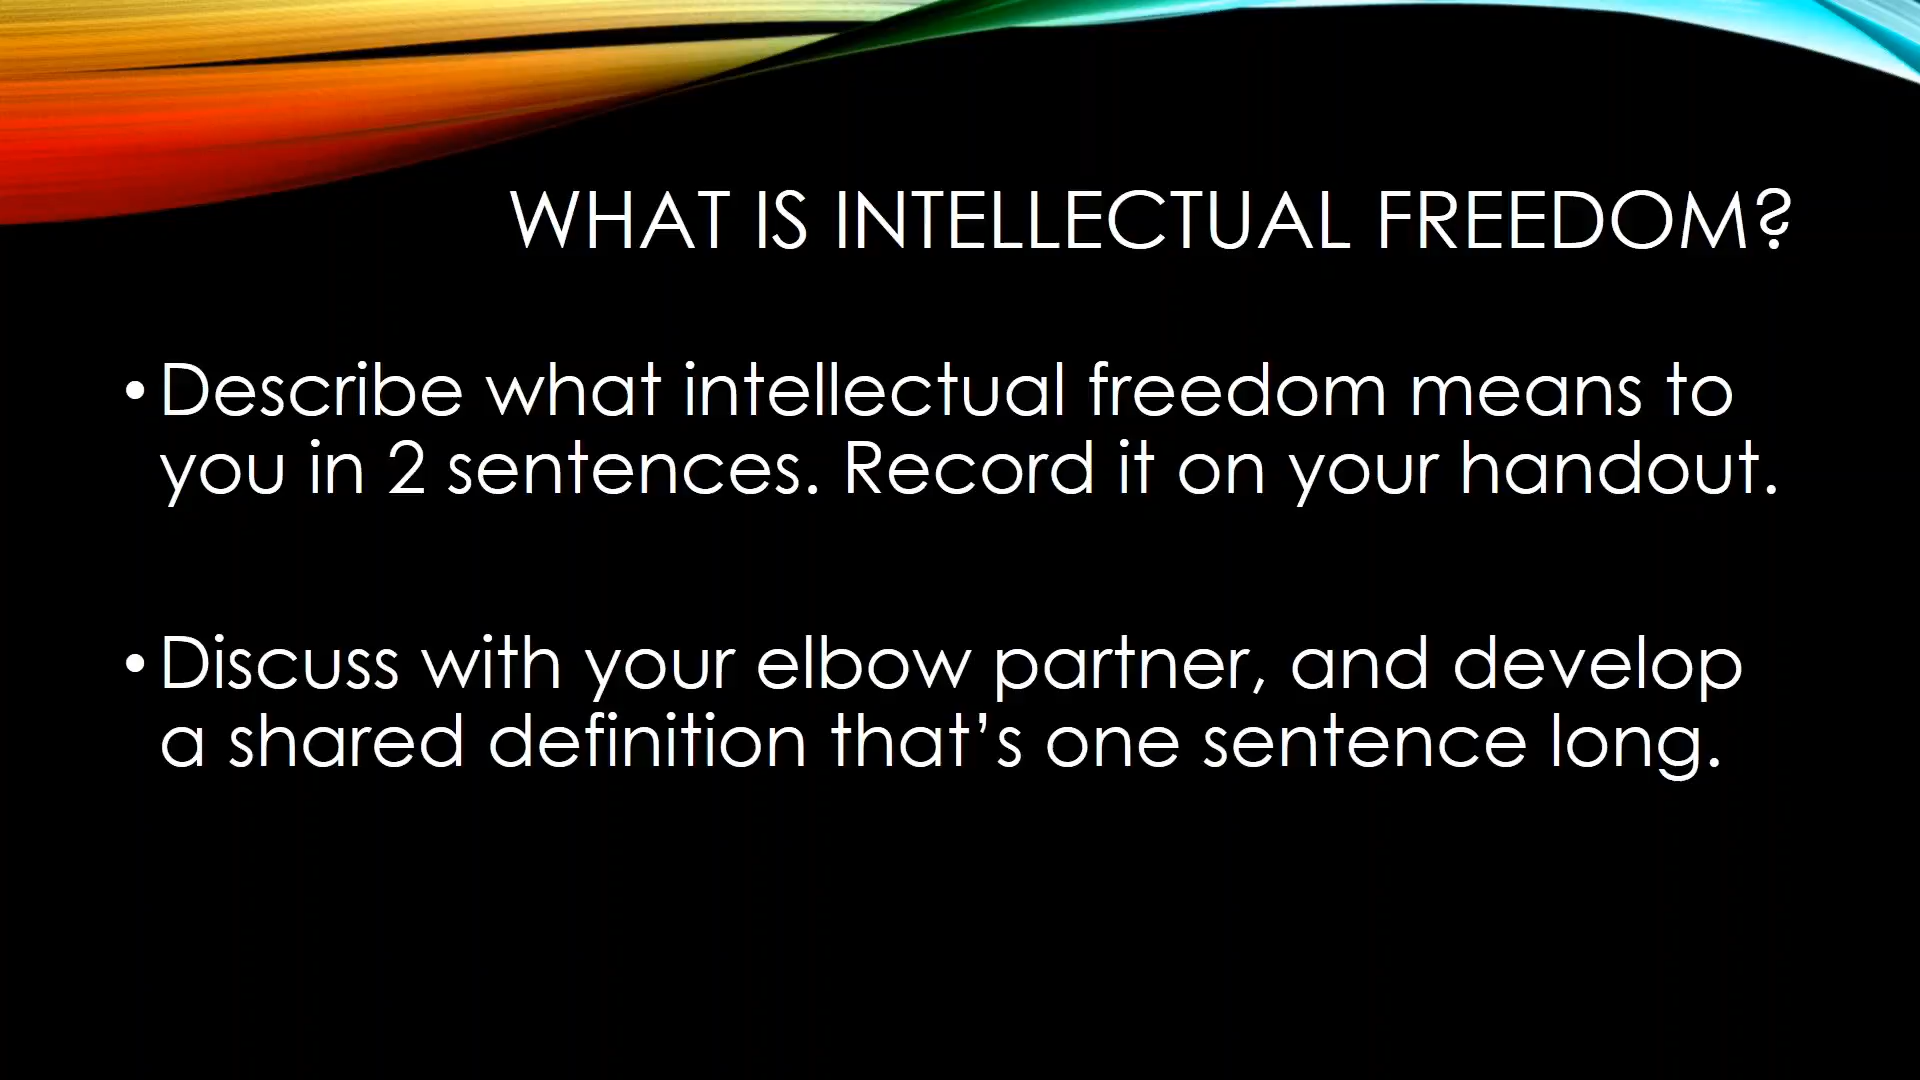 WHAT IS INTELLECTUAL FREEDOM?
• Describe what intellectual freedom means to
you in 2 sentences. Record it on your handout.
• Discuss with your elbow partner, and develop
a shared definition that’s one sentence long.